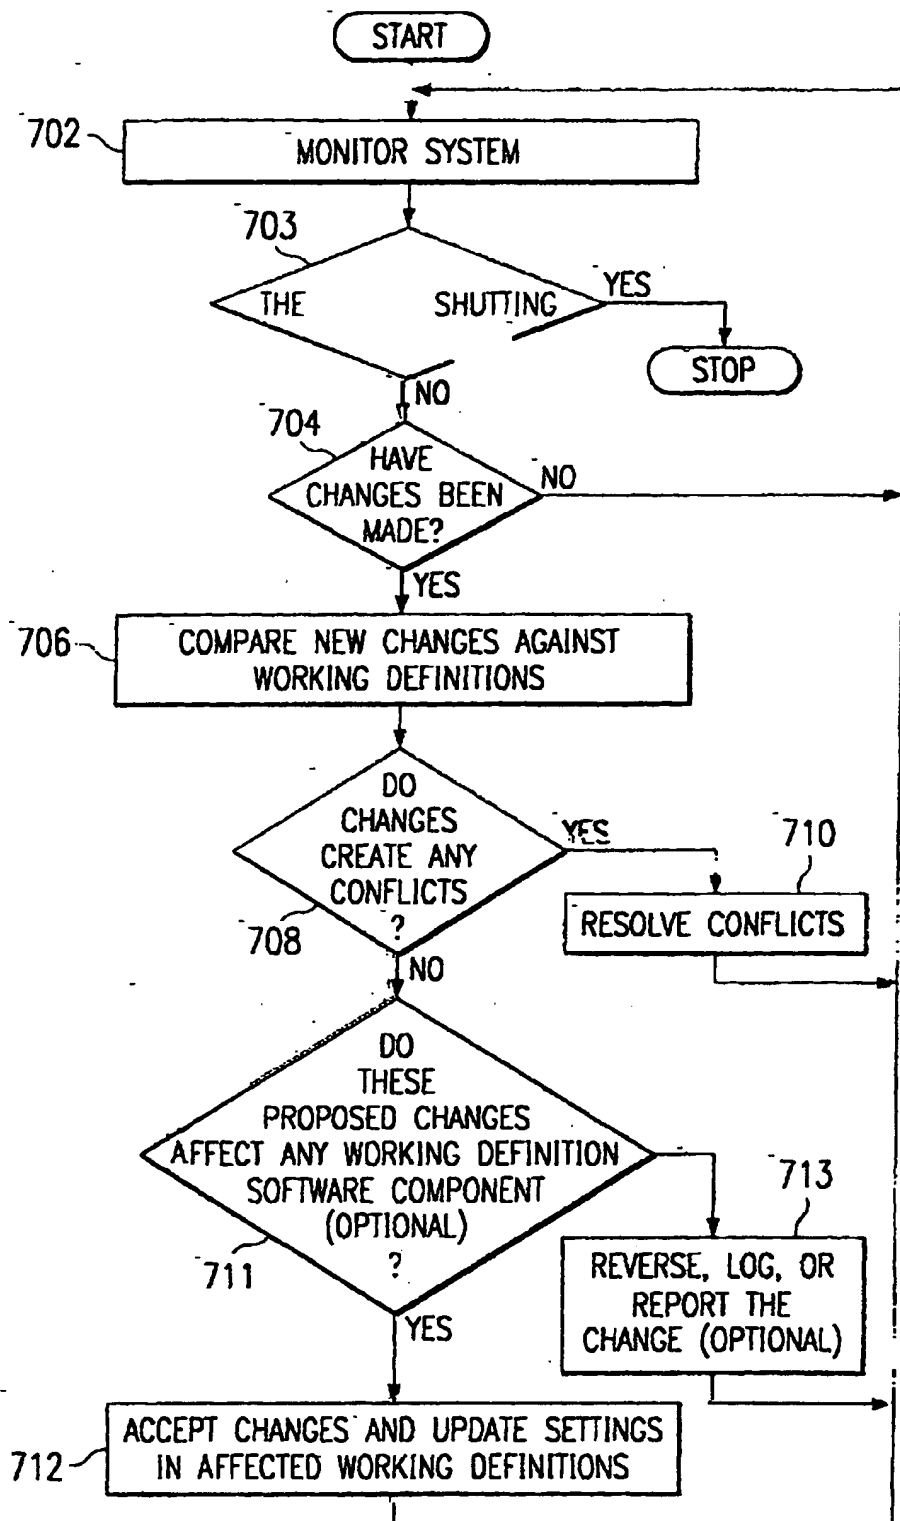 START
702
MONITOR SYSTEM
703
THE SHUTTING
YES
STOP
NO
704
HAVE
CHANGES BEEN
MADE?
NO
YES
706
COMPARE NEW CHANGES AGAINST
WORKING DEFINITIONS
DO
CHANGES
CREATE ANY
CONFLICTS
?
708
YES
710
RESOLVE CONFLICTS
NO
DO
THESE
PROPOSED CHANGES
AFFECT ANY WORKING DEFINITION
SOFTWARE COMPONENT
(OPTIONAL)
?
711
713
REVERSE, LOG, OR
REPORT THE
CHANGE (OPTIONAL)
YES
ACCEPT CHANGES AND UPDATE SETTINGS
IN AFFECTED WORKING DEFINITIONS
712